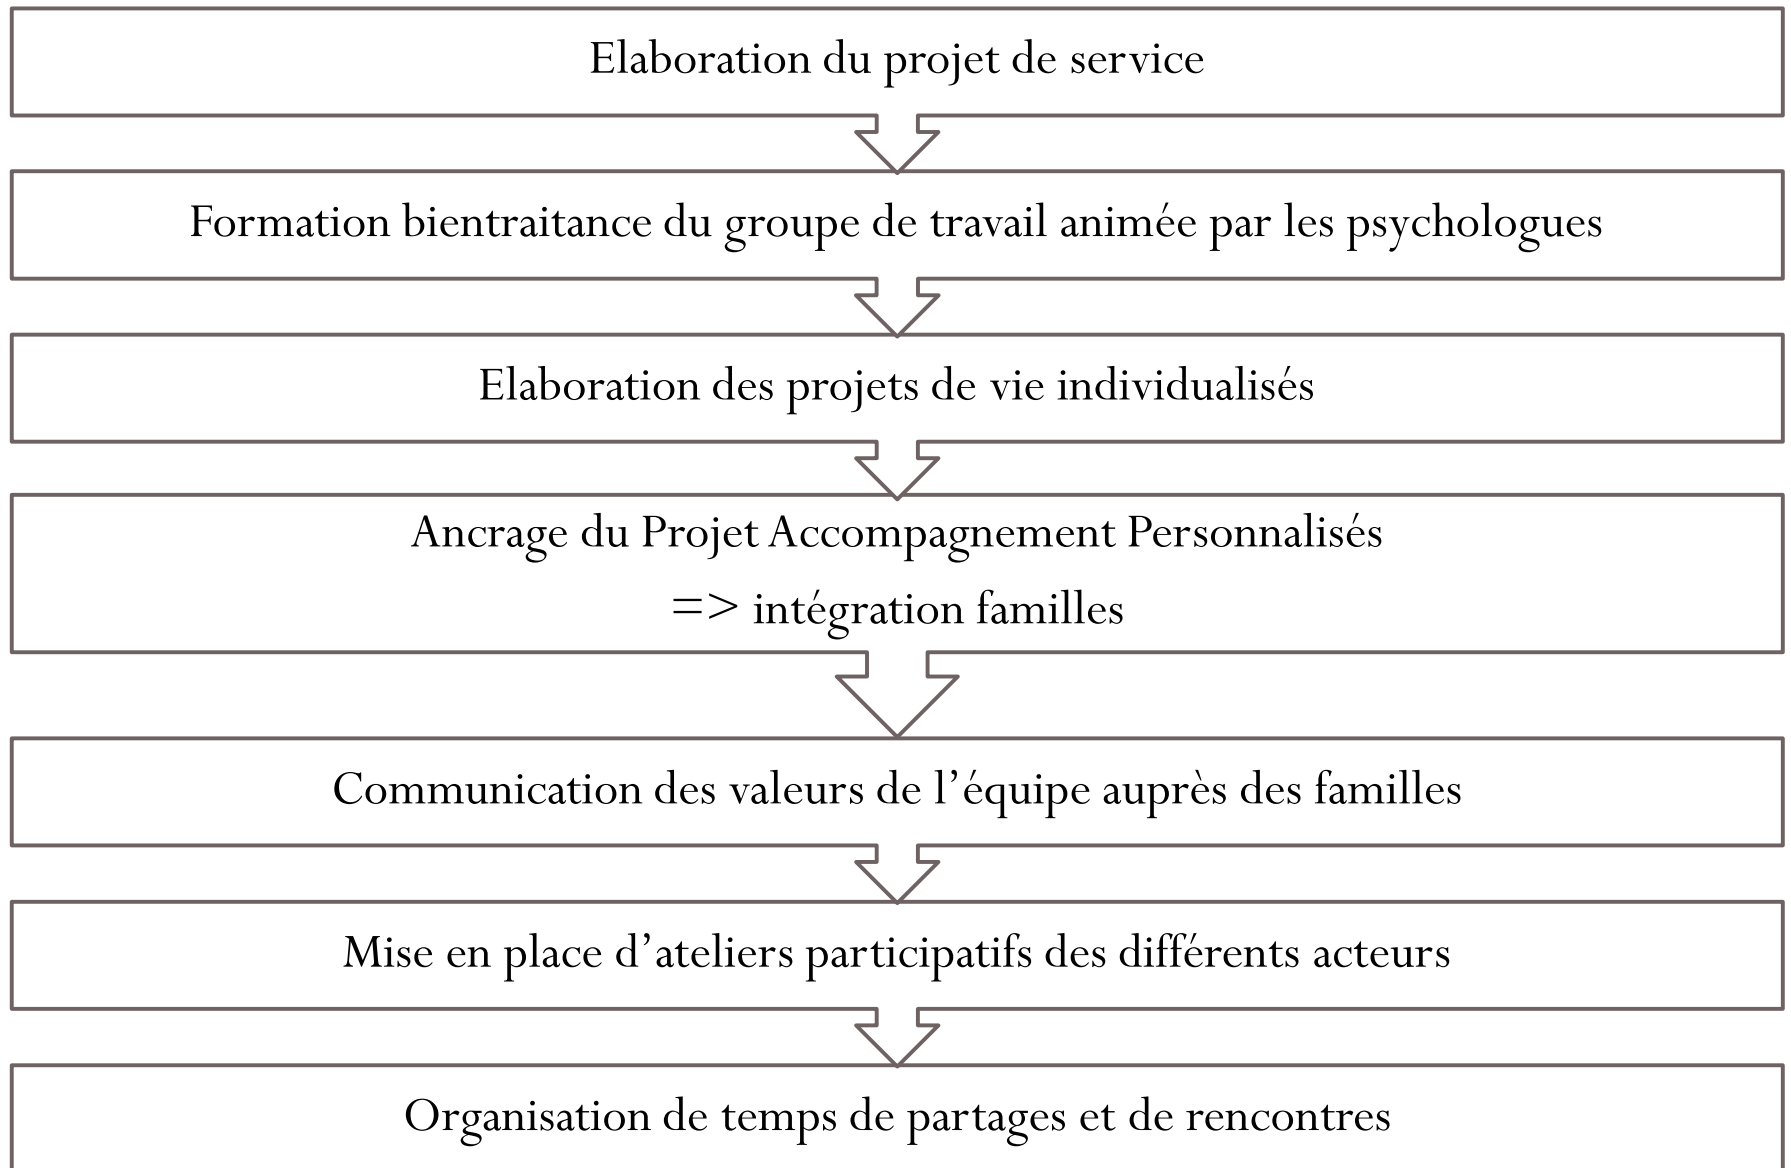 Elaboration du projet de service
Formation bientraitance du groupe de travail animée par les psychologues
Elaboration des projets de vie individualisés
Ancrage du Projet Accompagnement Personnalisés
=> intégration familles
Communication des valeurs de l’équipe auprès des familles
Mise en place d’ateliers participatifs des différents acteurs
Organisation de temps de partages et de rencontres